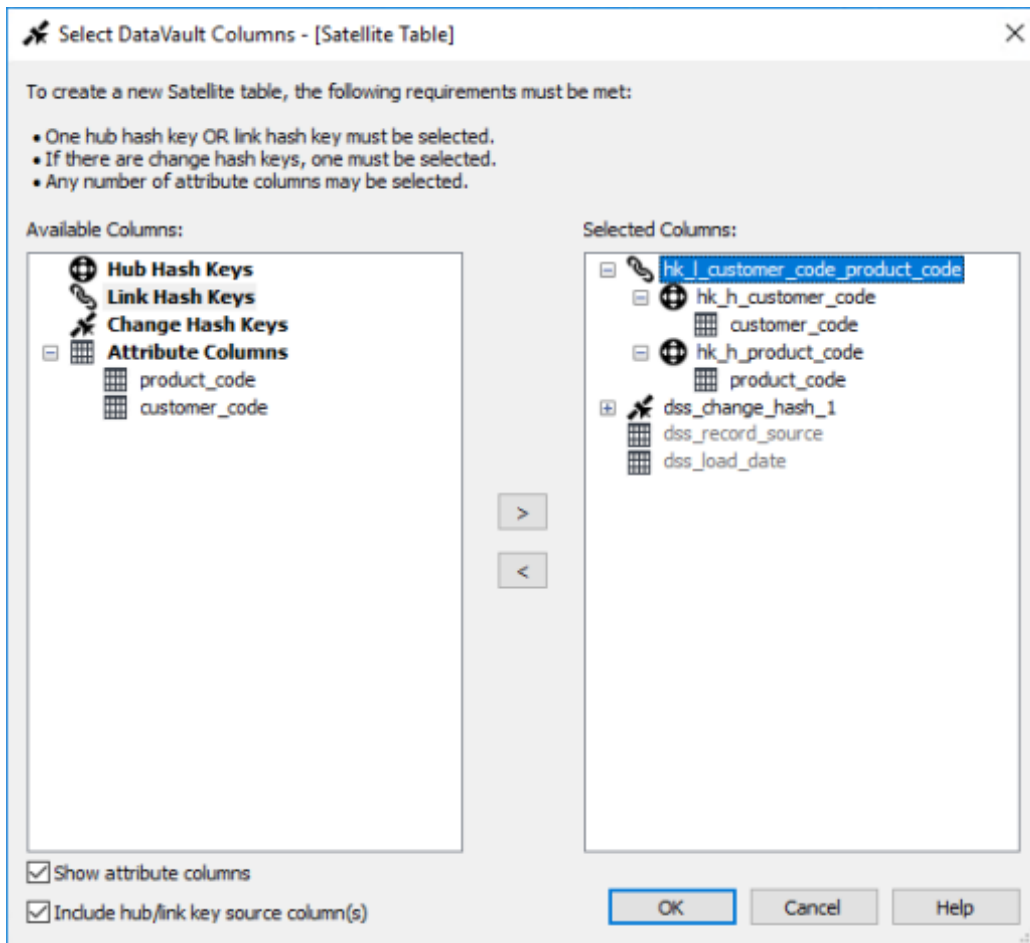 Select DataVault Columns - [Satellite Table]
To create a new Satellite table, the following requirements must be met:
• One hub hash key OR link hash key must be selected.
• If there are change hash keys, one must be selected.
• Any number of attribute columns may be selected.
Available Columns:
Hub Hash Keys
Link Hash Keys
Change Hash Keys
Attribute Columns
product_code
customer_code
Show attribute columns
Include hub/link key source column(s)
>
<
Selected Columns:
hk_l_customer_code_product_code
hk_h_customer_code
customer_code
hk_h_product_code
product_code
dss_change_hash_1
dss_record_source
dss_load_date
OK
Cancel
Help